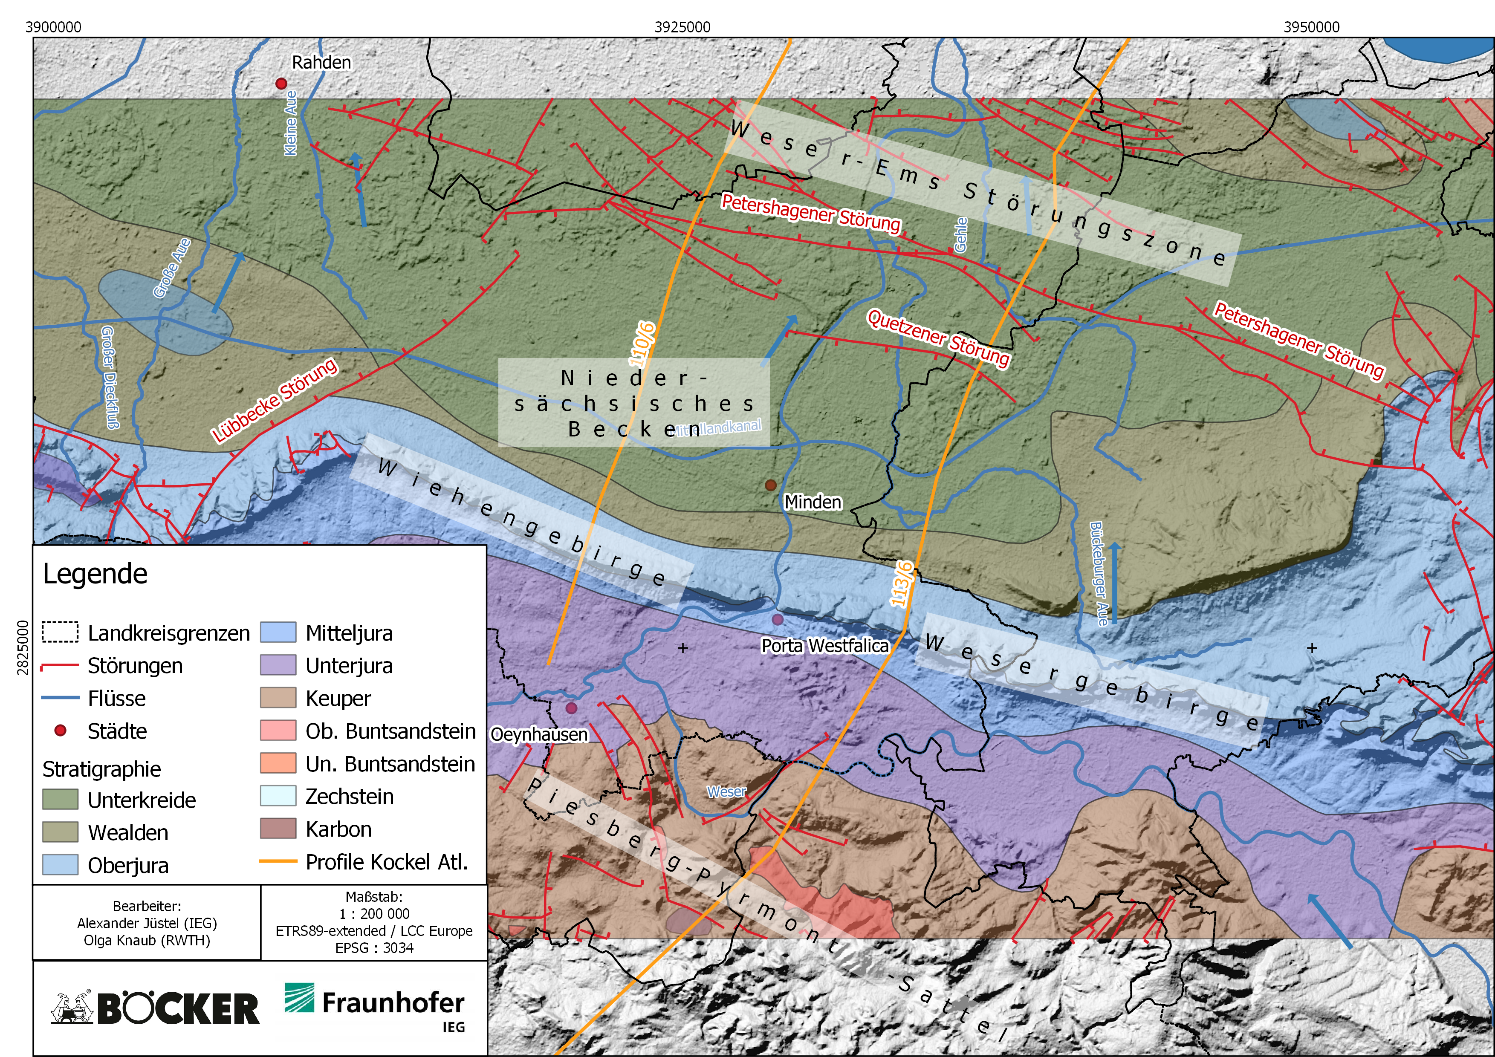 3900000
3925000
3950000
2825000
Rahden
Kleine Aue
Weser-Ems Störungszone
Petershagener Störung
Gehle
Große Aue
Großer Dieckfluß
Quetzener Störung
Petershagener Störung
110/6
Lübbecke Störung
Nieder-
sächsisches
Becken
Mittellandkanal
Wiehengebirge
Minden
Bückeburger Aue
113/6
Porta Westfalica
Wesergebirge
Oeynhausen
Weser
Piesberg-Pyrmont-Sattel
Legende
Landkreisgrenzen
Störungen
Flüsse
Städte
Stratigraphie
Unterkreide
Wealden
Oberjura
Mitteljura
Unterjura
Keuper
Ob. Buntsandstein
Un. Buntsandstein
Zechstein
Karbon
Profile Kockel Atl.
Bearbeiter:
Alexander Jüstel (IEG)
Olga Knaub (RWTH)
Maßstab:
1 : 200 000
ETRS89-extended / LCC Europe
EPSG : 3034
BÖCKER
Fraunhofer
IEG